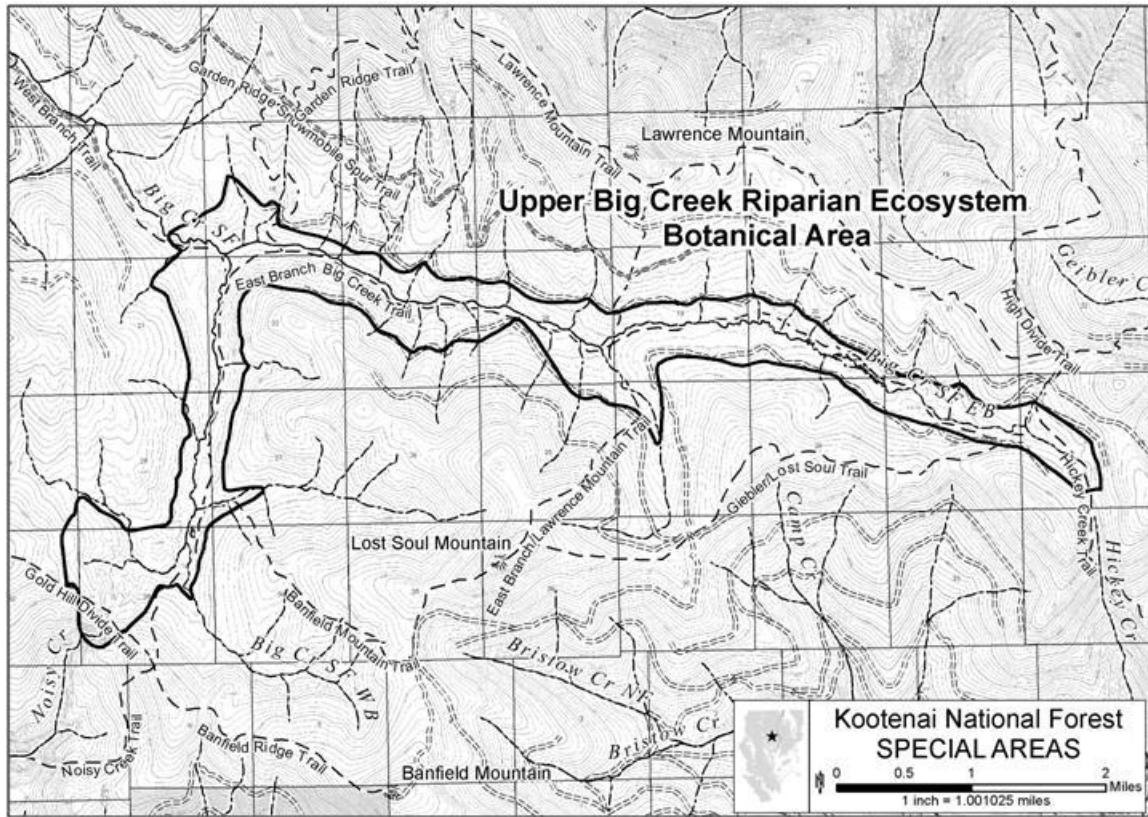 Garden Ridge Trail
Garden Ridge Snowmobile Spur Trail
West Branch Trail
Lawrence Mountain Trail
Lawrence Mountain
Big Cr SF
Upper Big Creek Riparian Ecosystem
Botanical Area
East Branch Big Creek Trail
Geibler
High Divide Trail
Big Cr SF EB
Hickey Creek Trail
Hickey Cr
Giebler/Lost Soul Trail
East Branch/Lawrence Mountain Trail
Camp Cr
Lost Soul Mountain
Gold Hill Divide Trail
Noisy Cr
Banfield Mountain Trail
Big Cr SF WB
Bristow Cr NF
Bristow Cr
Banfield Ridge Trail
Noisy Creek Trail
Banfield Mountain
Kootenai National Forest
SPECIAL AREAS
0 0.5 1 2
Miles
1 inch = 1.001025 miles